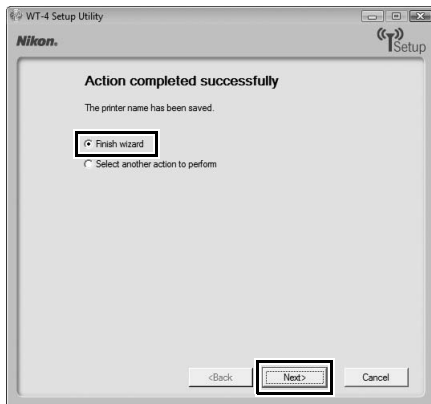 WT-4 Setup Utility
Nikon.
Setup
Action completed successfully
The printer name has been saved.
Finish wizard
Select another action to perform
<Back
Next>
Cancel